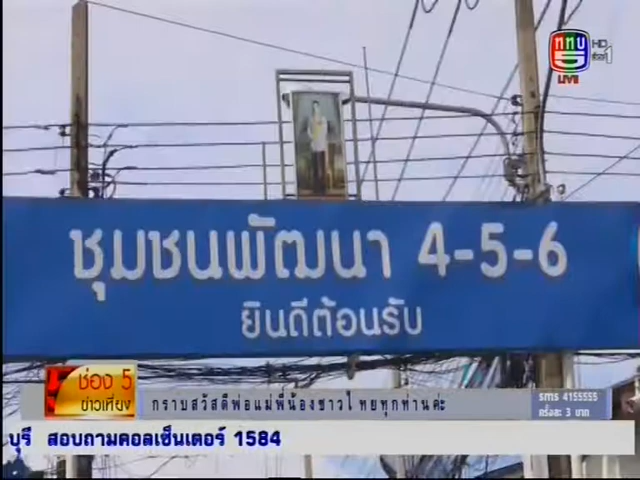 ททบ
5
HD
ช่อง 1
LIVE
ชุมชนพัฒนา 4-5-6
ยินดีต้อนรับ
ช่อง 5
ข่าวเที่ยง
กราบสวัสดีพ่อแม่พี่น้องชาวไทยทุกท่านค่ะ
SMS 4155555
ครั้งละ 3 บาท
บุรี สอบถามคอลเซ็นเตอร์ 1584